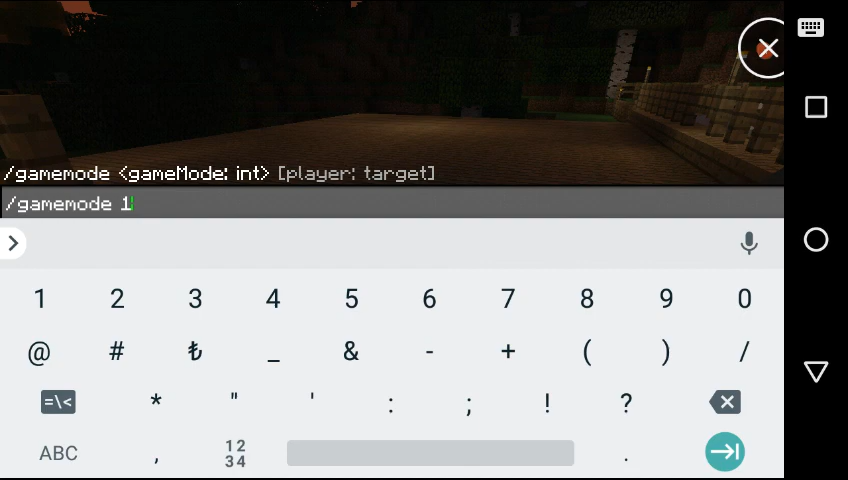 /gamemode <gameMode: int> [player: target]
/gamemode 1
1 2 3 4 5 6 7 8 9 0
@ # ₺ _ & - + ( ) /
=\< * " ' : ; ! ?
ABC , 12 34 .